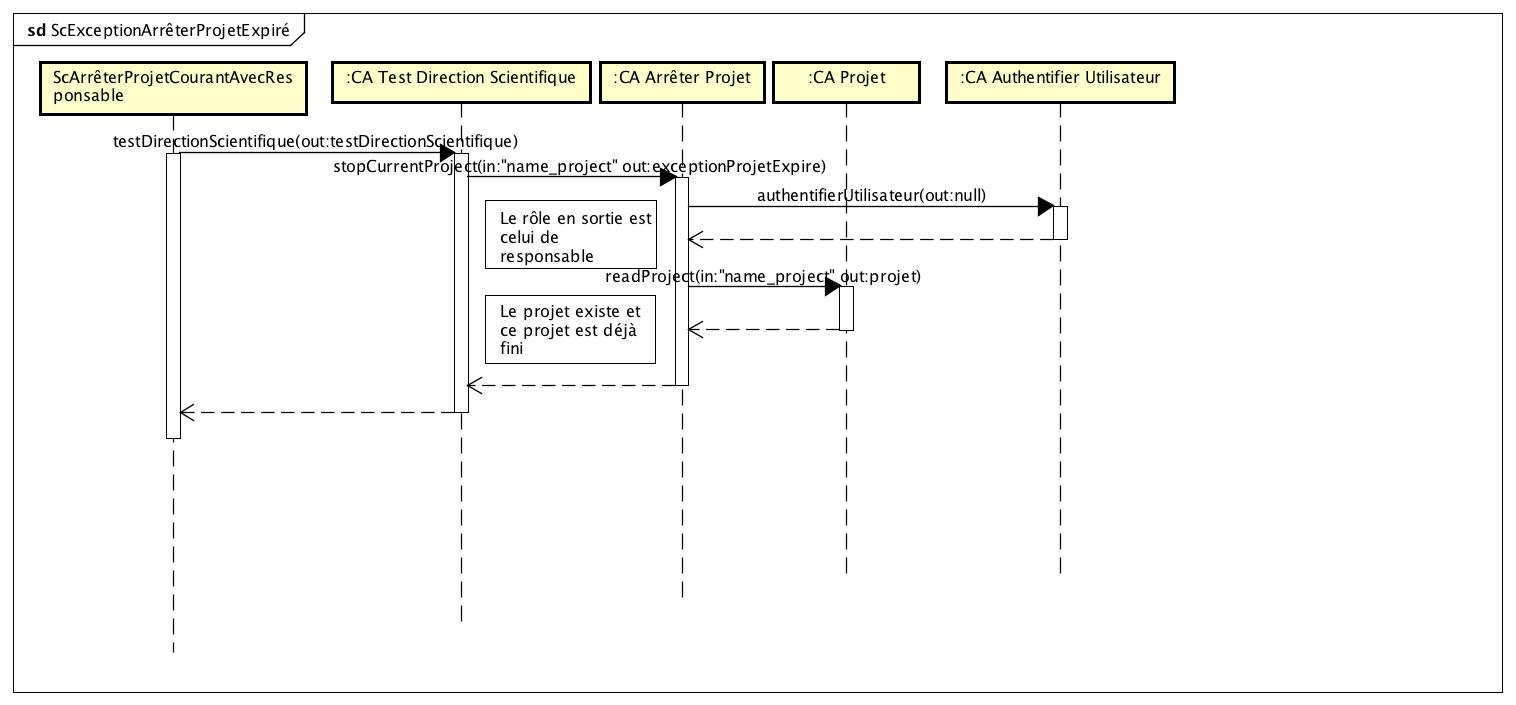 sd ScExceptionArrêterProjetExpiré
ScArrêterProjetCourantAvecRes
ponsable
:CA Test Direction Scientifique
:CA Arrêter Projet
:CA Projet
:CA Authentifier Utilisateur
testDirectionScientifique(out:testDirectionScientifique)
stopCurrentProject(in:"name_project" out:exceptionProjetExpire)
authentifierUtilisateur(out:null)
Le rôle en sortie est
celui de
responsable
readProject(in:"name_project" out:projet)
Le projet existe et
ce projet est déjà
fini